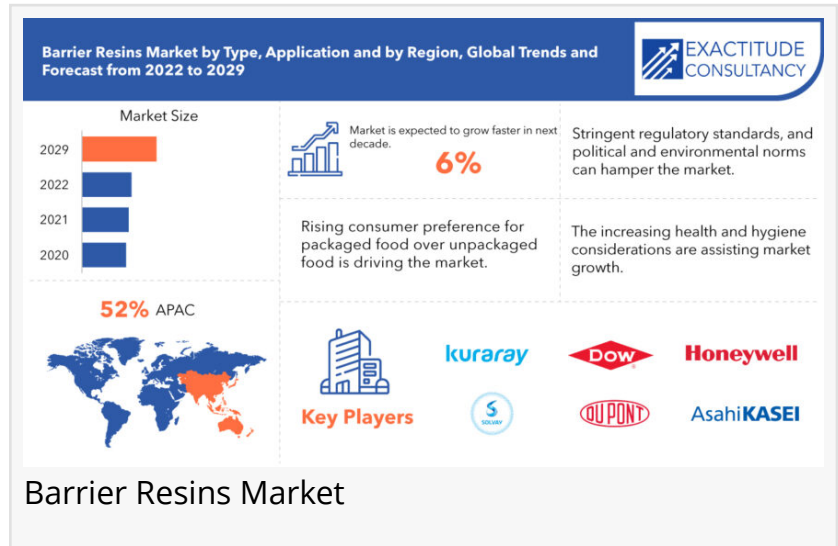 Barrier Resins Market by Type, Application and by Region, Global Trends and
Forecast from 2022 to 2029
EXACTITUDE
CONSULTANCY
Market Size
2029
2022
2021
2020
Market is expected to grow faster in next
decade.
6%
Stringent regulatory standards, and
political and environmental norms
can hamper the market.
Rising consumer preference for
packaged food over unpackaged
food is driving the market.
The increasing health and hygiene
considerations are assisting market
growth.
52% APAC
Key Players
kuraray
DOW
Honeywell
S
SOLVAY
DUPONT
AsahiKASEI
Barrier Resins Market